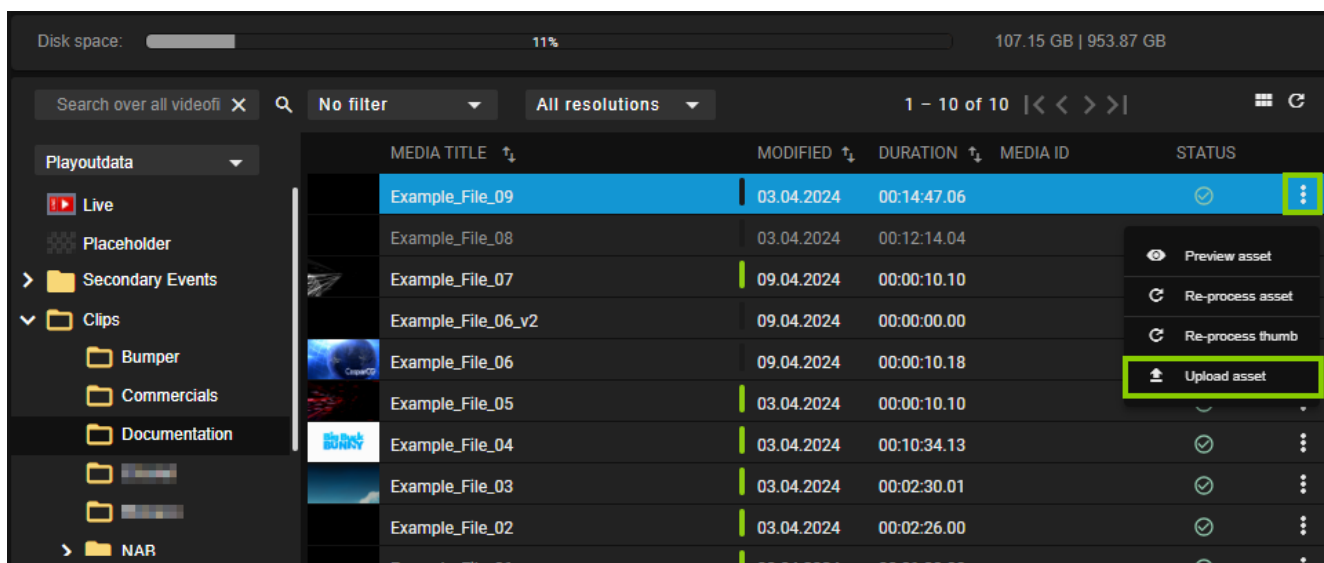 Disk space: 11% 107.15 GB | 953.87 GB
Search over all videofi No filter All resolutions 1 – 10 of 10
Playoutdata
Live
Placeholder
Secondary Events
Clips
Bumper
Commercials
Documentation
NAB
MEDIA TITLE MODIFIED DURATION MEDIA ID STATUS
Example_File_09 03.04.2024 00:14:47.06
Example_File_08 03.04.2024 00:12:14.04
Example_File_07 09.04.2024 00:00:10.10
Example_File_06_v2 09.04.2024 00:00:00.00
CasparCG Example_File_06 09.04.2024 00:00:10.18
Example_File_05 03.04.2024 00:00:10.10
Big Buck
BUNNY
Example_File_04 03.04.2024 00:10:34.13
Example_File_03 03.04.2024 00:02:30.01
Example_File_02 03.04.2024 00:02:26.00
Preview asset
Re-process asset
Re-process thumb
Upload asset